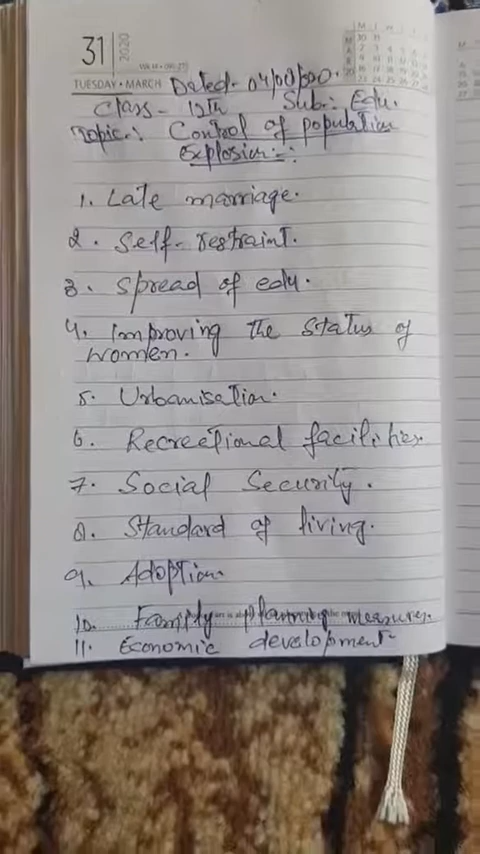 31 2020
TUESDAY • MARCH Dated-
Class- 12th Sub.: Edu.
Topic: Control of population
Explosion:-:
1. Late marriage.
2. Self-restraint.
3. Spread of edu.
4. Improving the status of
women.
5. Urbanisation.
6. Recreational facilities.
7. Social Security.
8. Standard of living.
9. Adoption.
10. Family planning measures.
11. Economic development